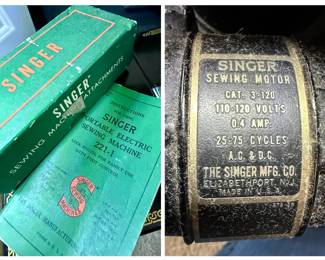 SINGER
SINGER
SEWING MACHINE ATTACHMENTS
INSTRUCTIONS
SINGER
PORTABLE ELECTRIC
SEWING MACHINE
221-1
S
SINGER
SEWING MOTOR
CAT. 3-120
110-120 VOLTS
0.4 AMP.
25-75 CYCLES
A.C. & D.C.
THE SINGER MFG. CO.
ELIZABETHPORT, N.J.
MADE IN U.S.A.